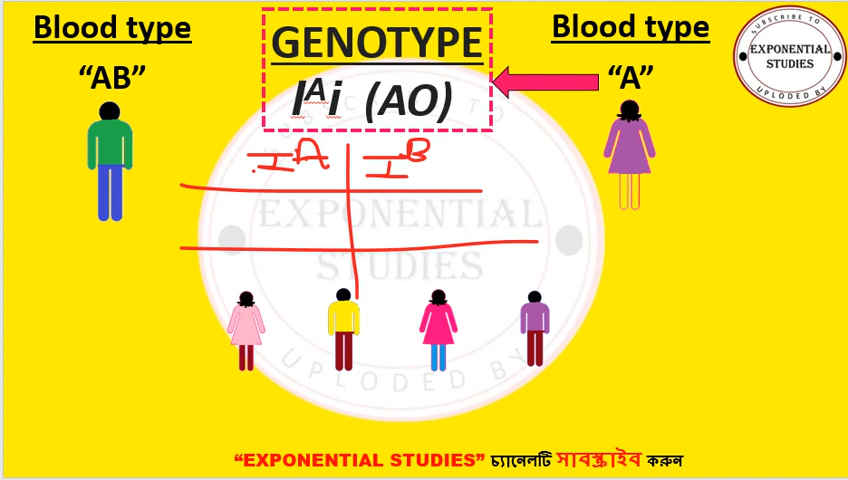 Blood type
“AB”
GENOTYPE
Iᴬi (AO)
Blood type
“A”
SUBSCRIBE TO
EXPONENTIAL
STUDIES
UPLODED BY
Iᴬ Iᴮ
EXPONENTIAL
STUDIES
UPLODED BY
“EXPONENTIAL STUDIES” চ্যানেলটি সাবস্ক্রাইব করুন